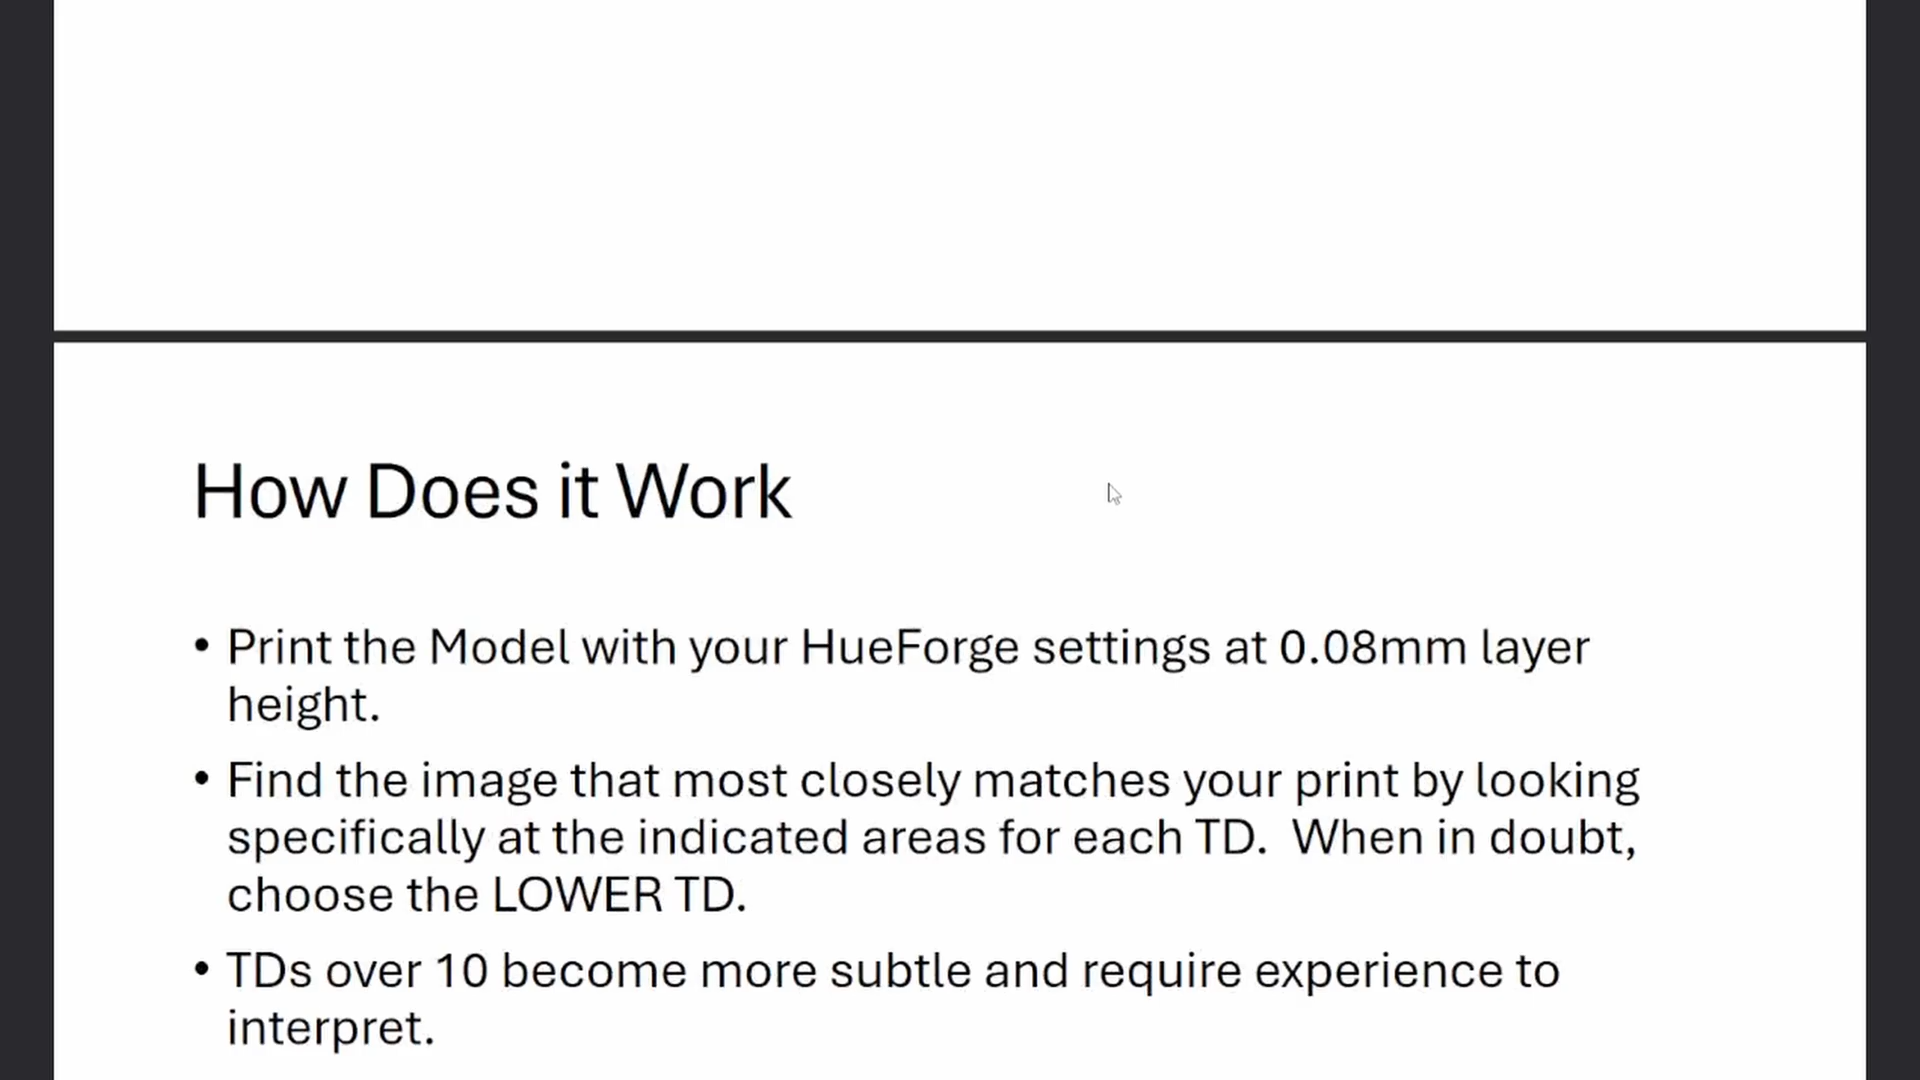 How Does it Work
• Print the Model with your HueForge settings at 0.08mm layer
height.
• Find the image that most closely matches your print by looking
specifically at the indicated areas for each TD.  When in doubt,
choose the LOWER TD.
• TDs over 10 become more subtle and require experience to
interpret.